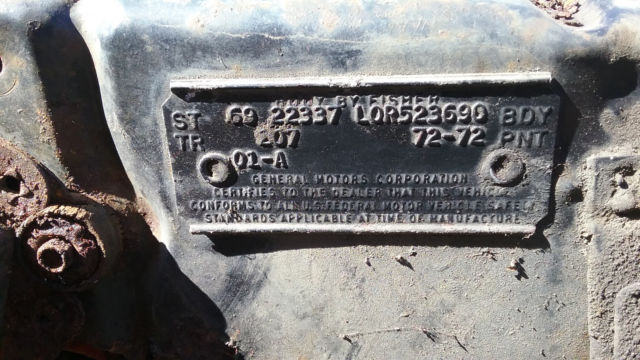 BODY BY FISHER
ST 69 22337 LOR523690 BDY
TR 207 72-72 PNT
01-A
GENERAL MOTORS CORPORATION
CERTIFIES TO THE DEALER THAT THIS VEHICLE
CONFORMS TO ALL U.S. FEDERAL MOTOR VEHICLE SAFETY
STANDARDS APPLICABLE AT TIME OF MANUFACTURE